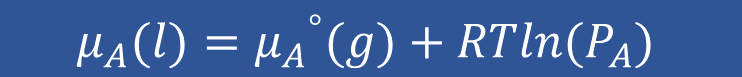 μ_A(l) = μ_A°(g) + RTln(P_A)